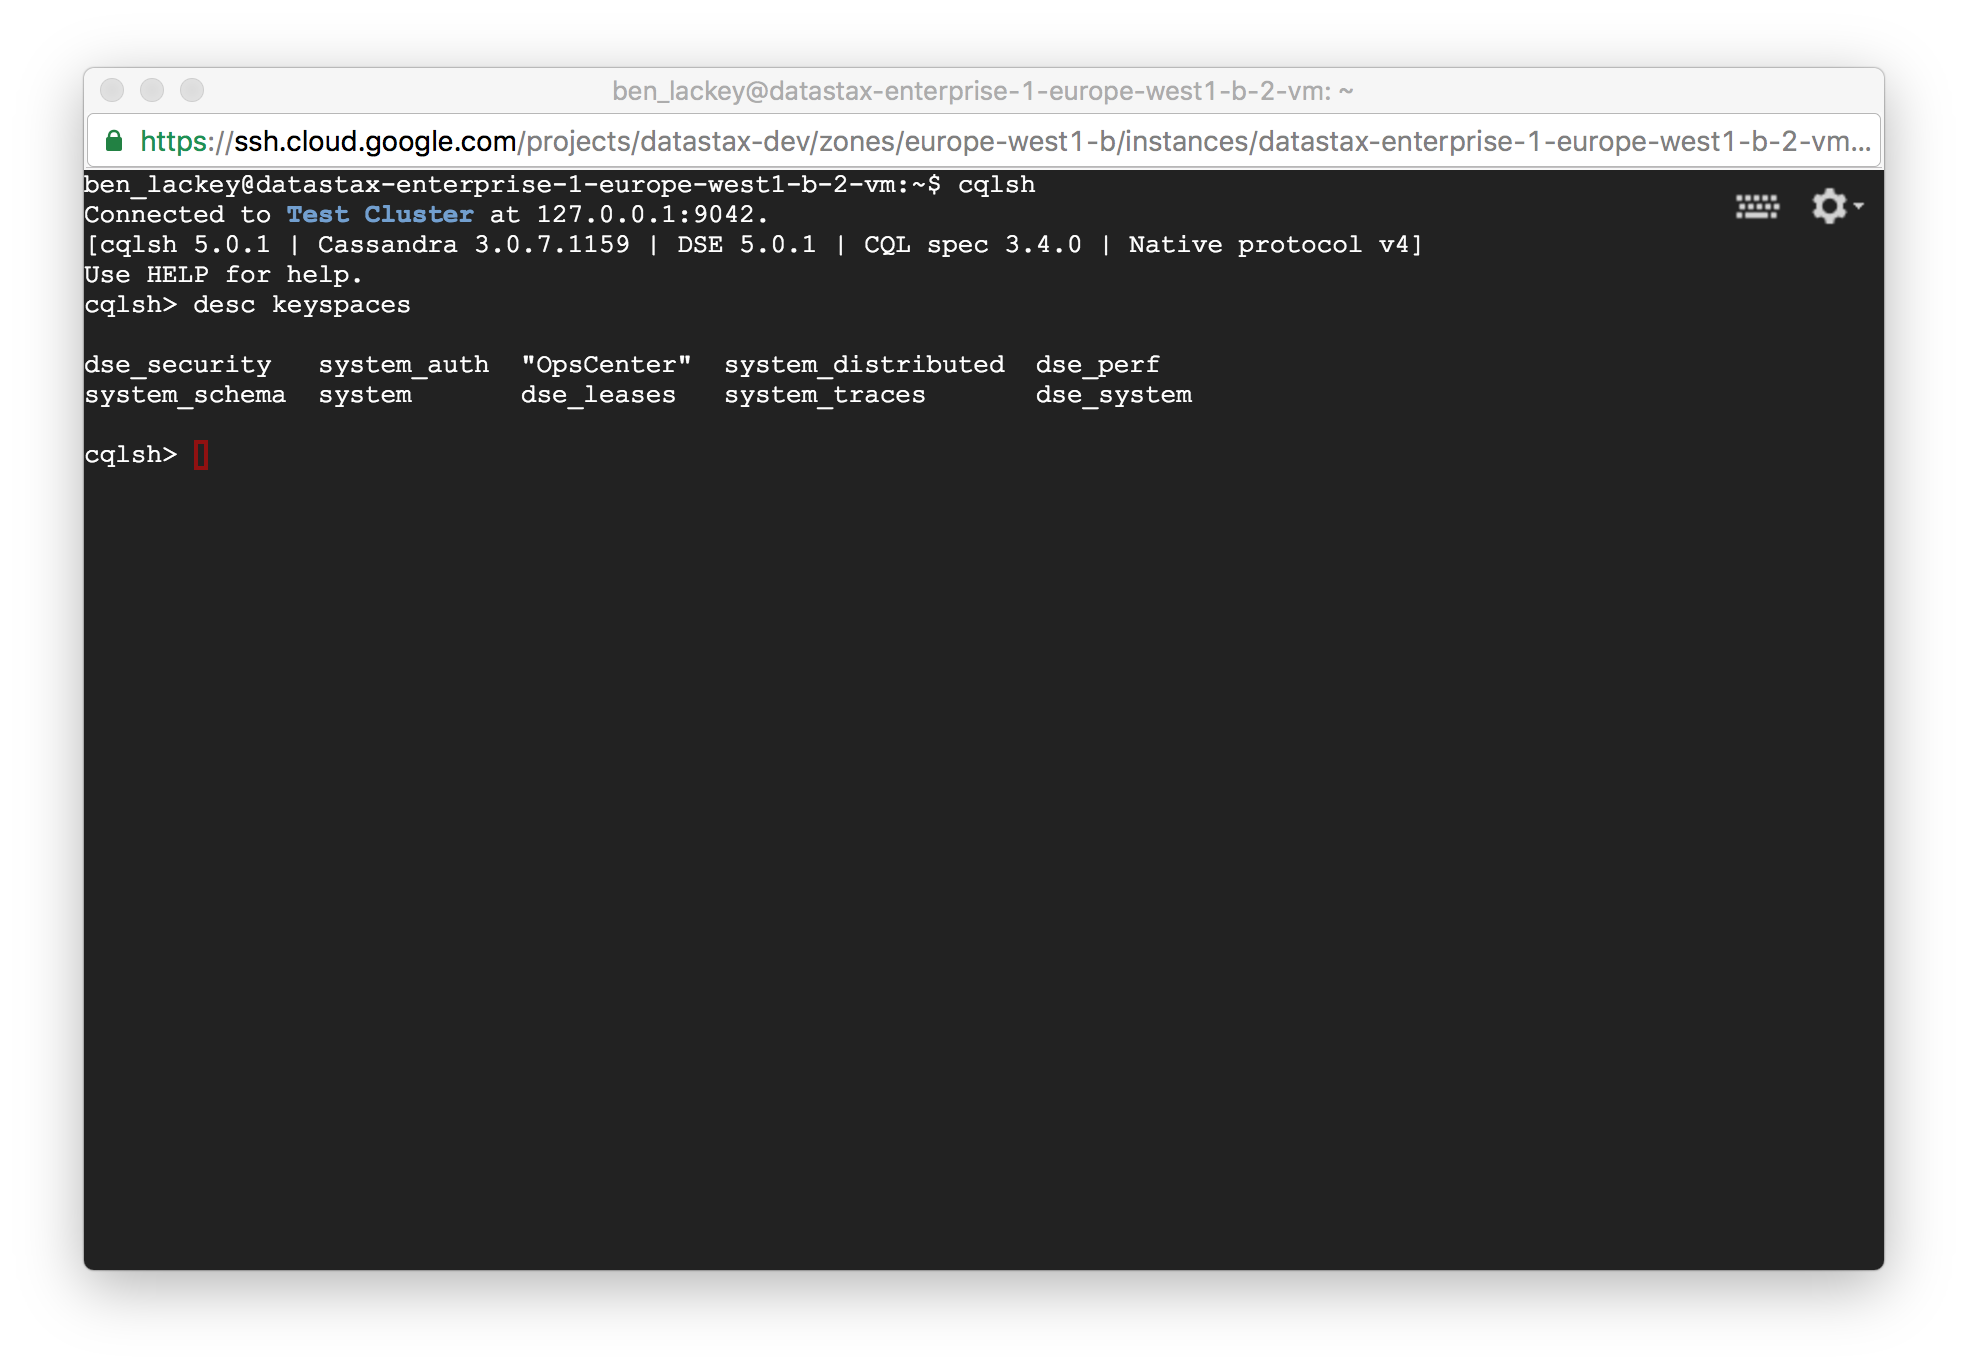 ben_lackey@datastax-enterprise-1-europe-west1-b-2-vm: ~
https://ssh.cloud.google.com/projects/datastax-dev/zones/europe-west1-b/instances/datastax-enterprise-1-europe-west1-b-2-vm...
ben_lackey@datastax-enterprise-1-europe-west1-b-2-vm:~$ cqlsh
Connected to Test Cluster at 127.0.0.1:9042.
[cqlsh 5.0.1 | Cassandra 3.0.7.1159 | DSE 5.0.1 | CQL spec 3.4.0 | Native protocol v4]
Use HELP for help.
cqlsh> desc keyspaces
dse_security   system_auth  "OpsCenter"  system_distributed  dse_perf
system_schema  system       dse_leases   system_traces       dse_system
cqlsh>